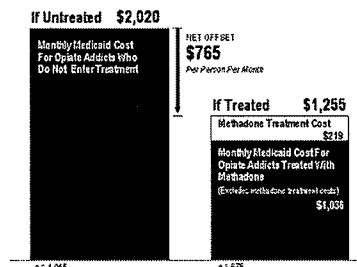 If Untreated $2,020
Monthly Medicaid Cost
For Opiate Addicts Who
Do Not Enter Treatment
NET OFFSET
$765
Per Person Per Month
If Treated $1,255
Methadone Treatment Cost
$219
Monthly Medicaid Cost For
Opiate Addicts Treated With
Methadone
(Excludes methadone treatment costs)
$1,036